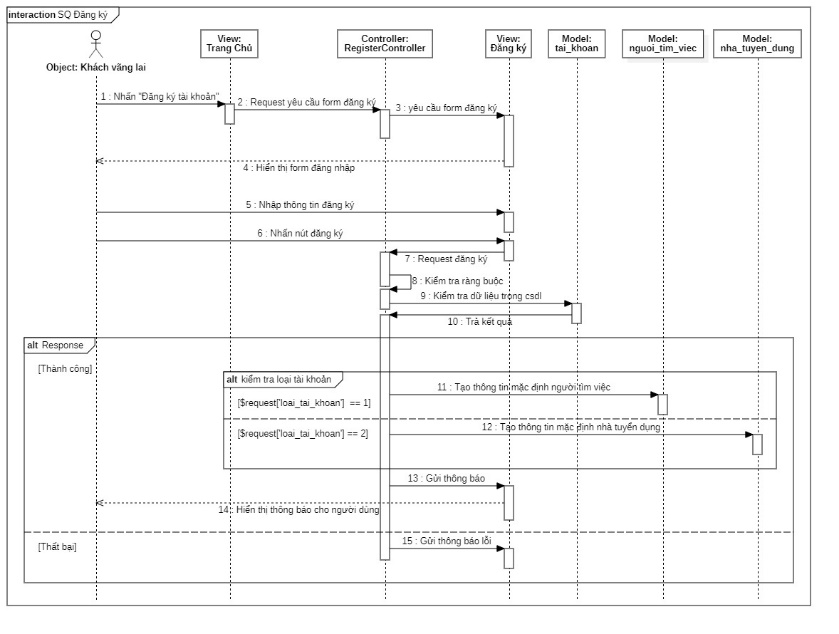 interaction SQ Đăng ký
View:
Trang Chủ
Controller:
RegisterController
View:
Đăng ký
Model:
tai_khoan
Model:
nguoi_tim_viec
Model:
nha_tuyen_dung
Object: Khách vãng lai
1 : Nhấn "Đăng ký tài khoản"
2 : Request yêu cầu form đăng ký
3 : yêu cầu form đăng ký
4 : Hiển thị form đăng nhập
5 : Nhập thông tin đăng ký
6 : Nhấn nút đăng ký
7 : Request đăng ký
8 : Kiểm tra ràng buộc
9 : Kiểm tra dữ liệu trong csdl
10 : Trả kết quả
alt Response
[Thành công]
alt kiểm tra loại tài khoản
11 : Tạo thông tin mặc định người tìm việc
[$request['loai_tai_khoan'] == 1]
12 : Tạo thông tin mặc định nhà tuyển dụng
[$request['loai_tai_khoan'] == 2]
13 : Gửi thông báo
14 : Hiển thị thông báo cho người dùng
15 : Gửi thông báo lỗi
[Thất bại]